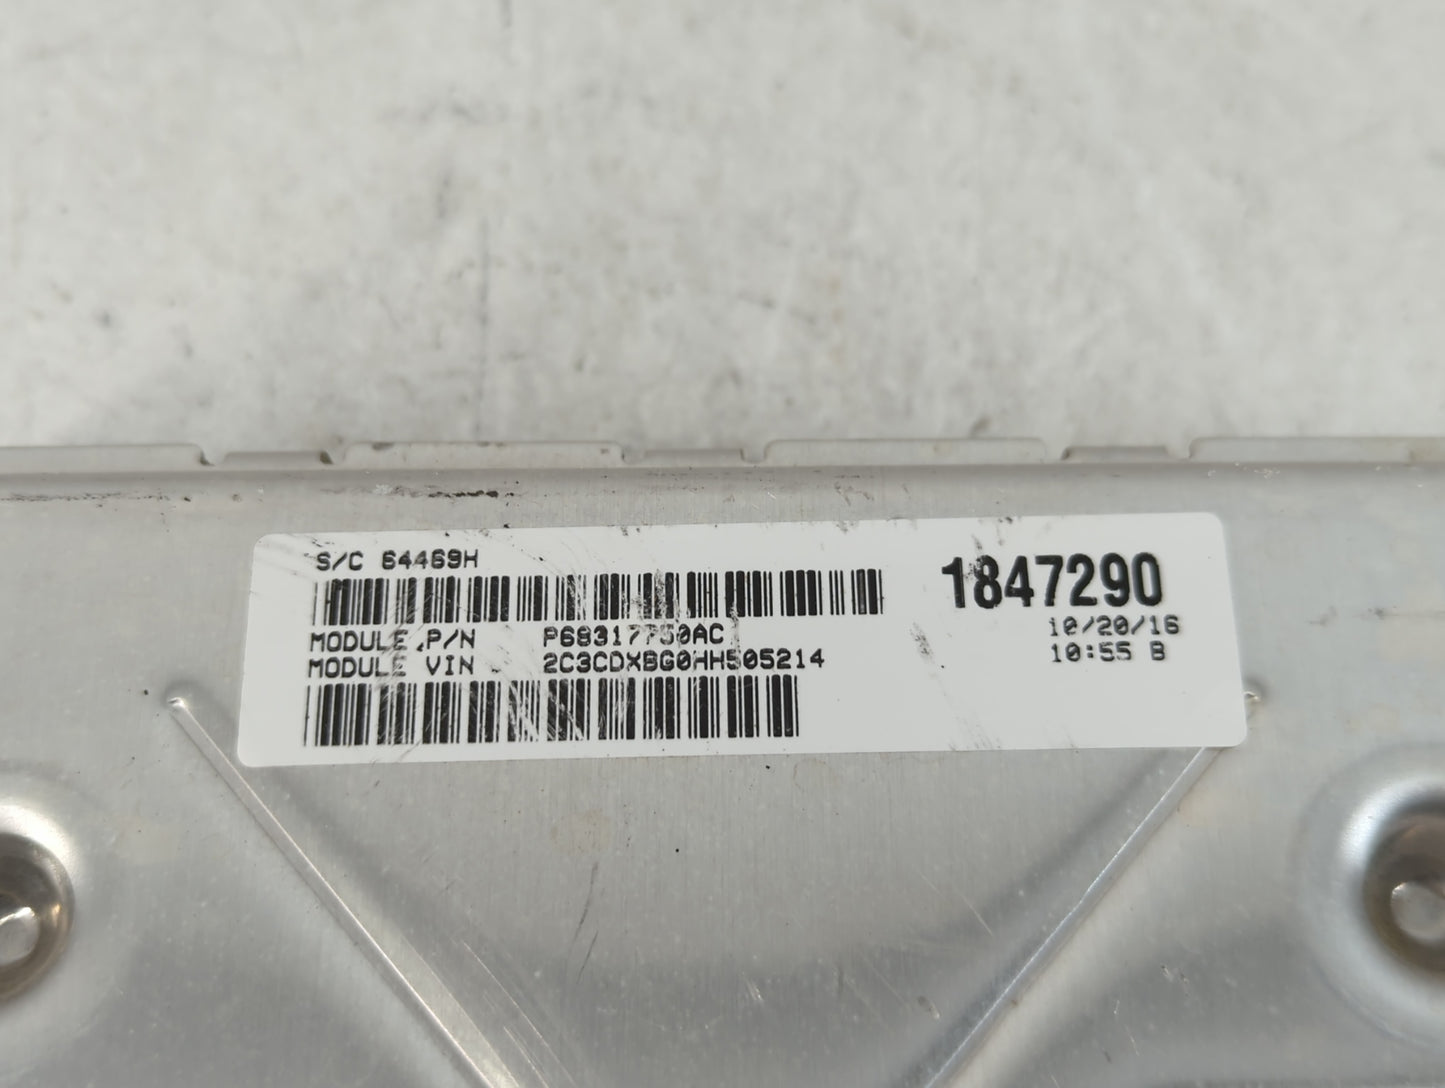 S/C 64469H
1847290
MODULE P/N P68317750AC
10/20/16
MODULE VIN 2C3CDXBG0HH505214
10:55 B